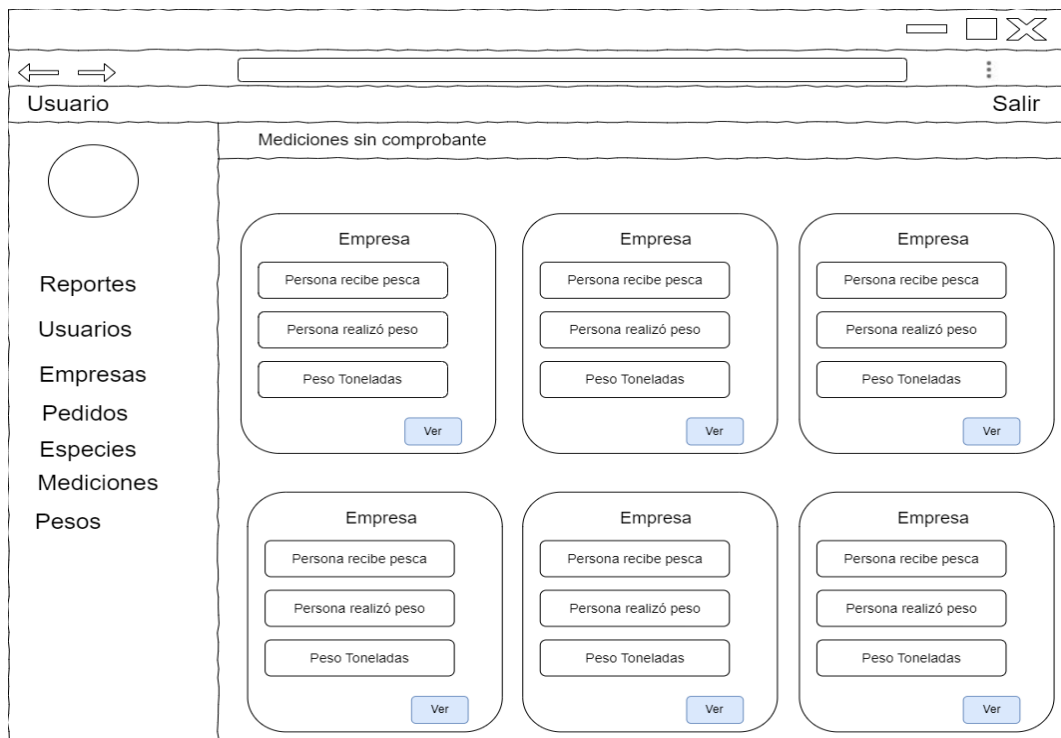 Usuario
Salir
Mediciones sin comprobante
Reportes
Usuarios
Empresas
Pedidos
Especies
Mediciones
Pesos
Empresa
Persona recibe pesca
Persona realizó peso
Peso Toneladas
Ver
Empresa
Persona recibe pesca
Persona realizó peso
Peso Toneladas
Ver
Empresa
Persona recibe pesca
Persona realizó peso
Peso Toneladas
Ver
Empresa
Persona recibe pesca
Persona realizó peso
Peso Toneladas
Ver
Empresa
Persona recibe pesca
Persona realizó peso
Peso Toneladas
Ver
Empresa
Persona recibe pesca
Persona realizó peso
Peso Toneladas
Ver